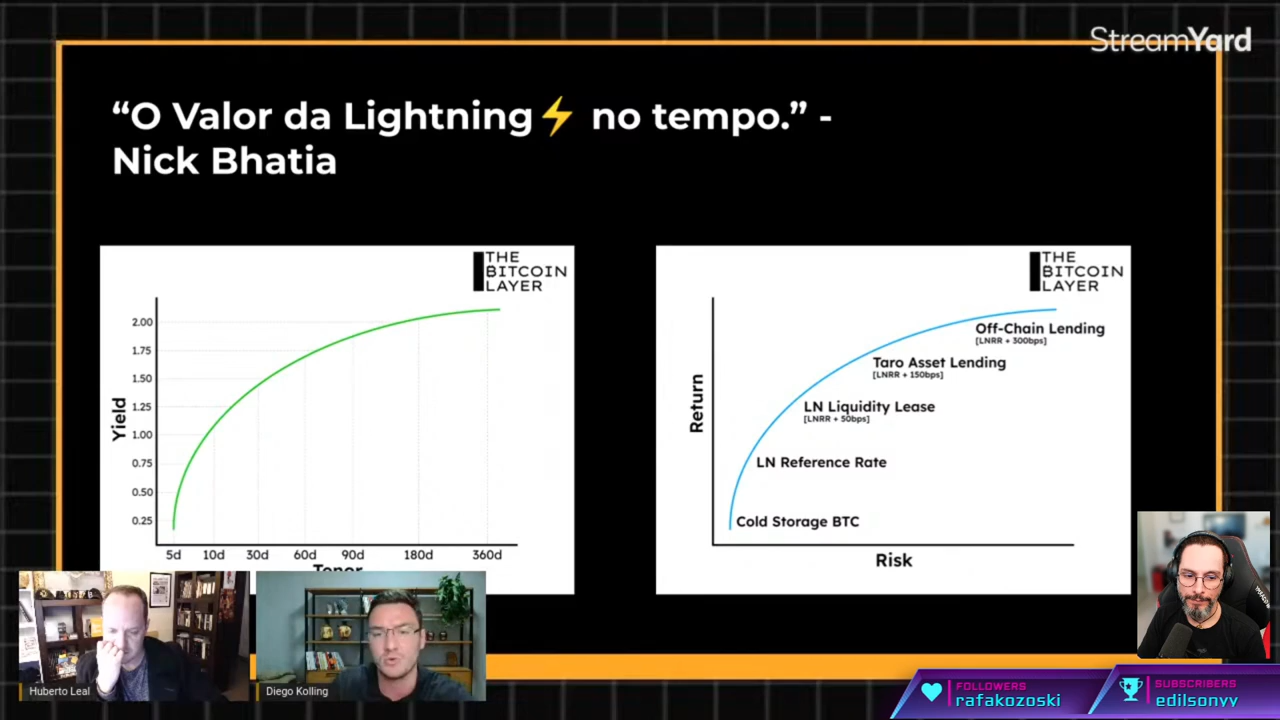 StreamYard
“O Valor da Lightning⚡ no tempo.” -
Nick Bhatia
THE
BITCOIN
LAYER
Yield
2.00
1.75
1.50
1.25
1.00
0.75
0.50
0.25
5d 10d 30d 60d 90d 180d 360d
Tenor
THE
BITCOIN
LAYER
Return
Off-Chain Lending
[LNRR + 300bps]
Taro Asset Lending
[LNRR + 150bps]
LN Liquidity Lease
[LNRR + 50bps]
LN Reference Rate
Cold Storage BTC
Risk
Huberto Leal
Diego Kolling
FOLLOWERS
rafakozoski
SUBSCRIBERS
edilsonyy